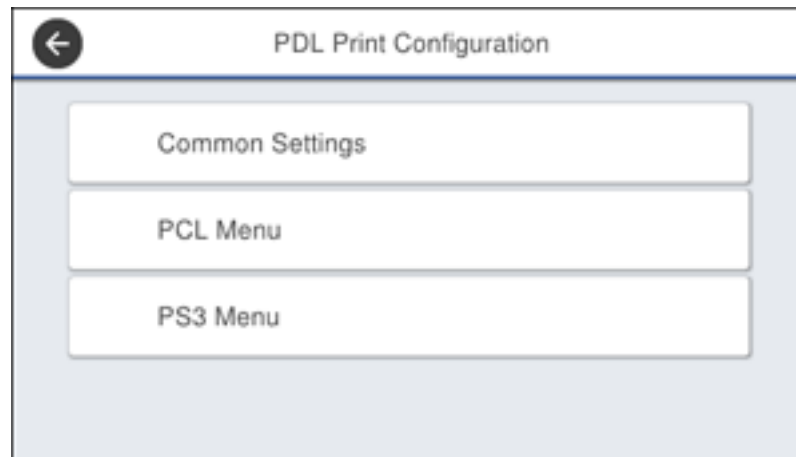 PDL Print Configuration
Common Settings
PCL Menu
PS3 Menu